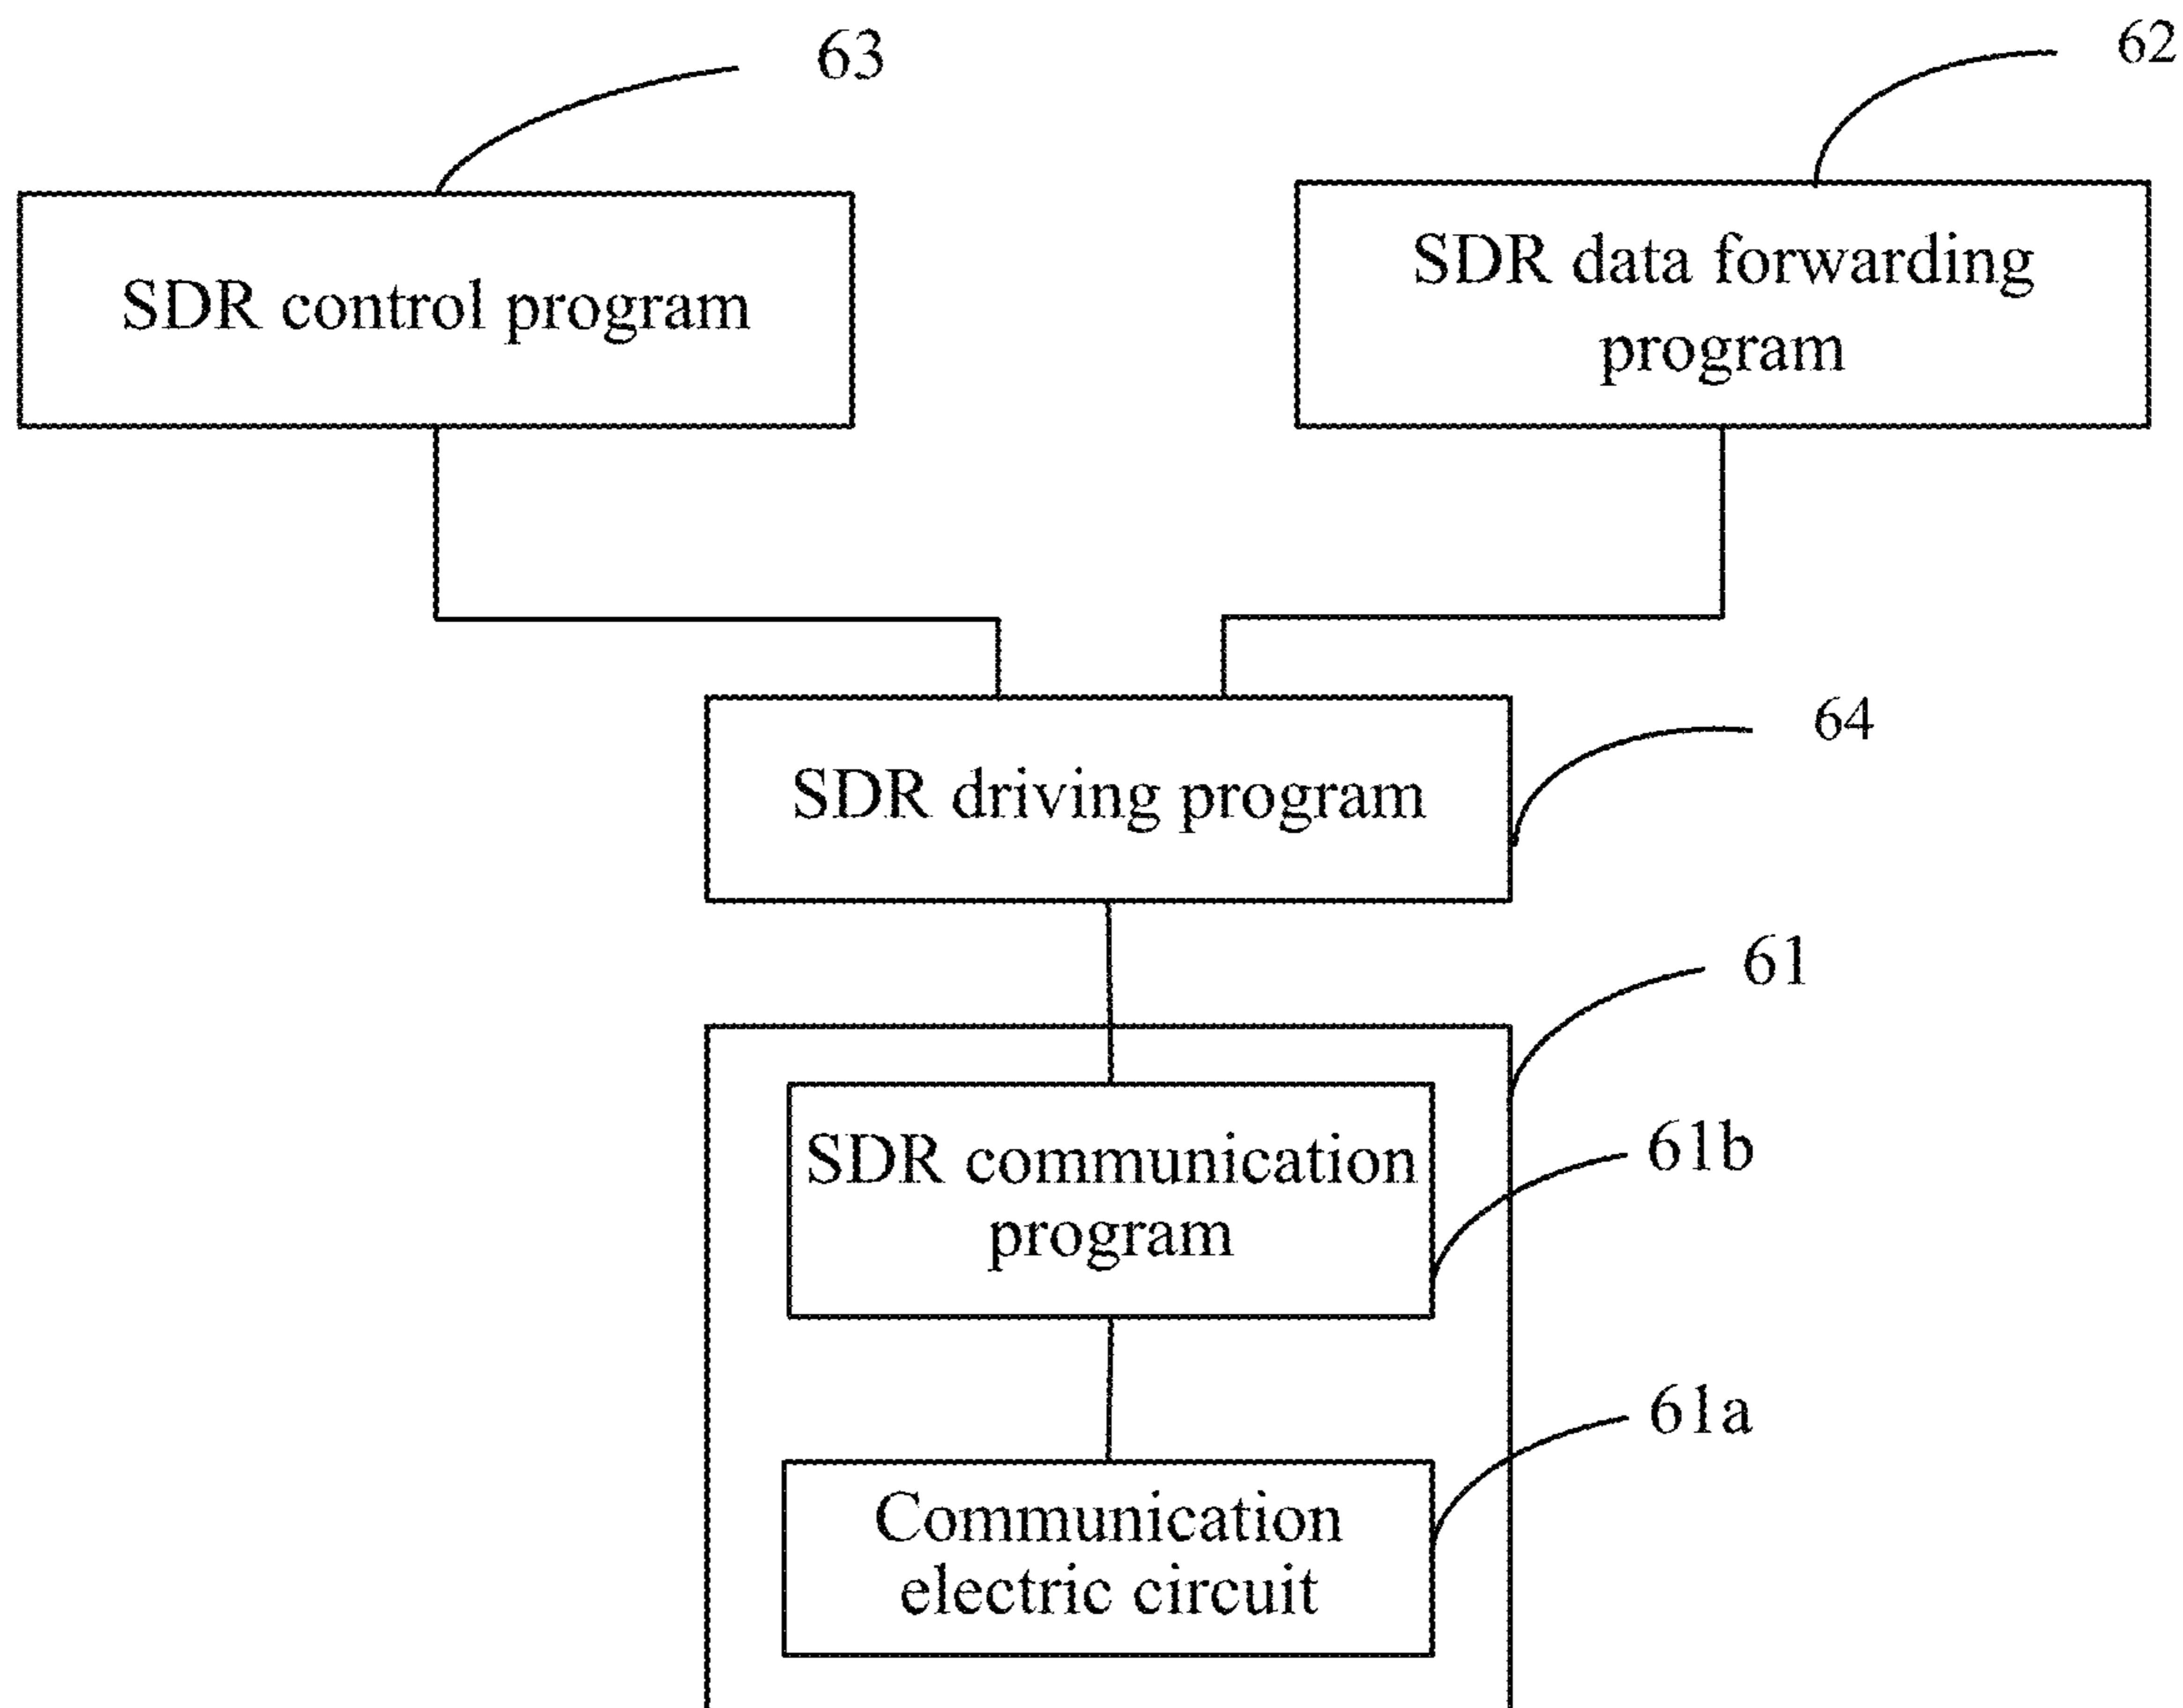 63
62
SDR control program
SDR data forwarding
program
SDR driving program
64
61
SDR communication
program
61b
Communication
electric circuit
61a